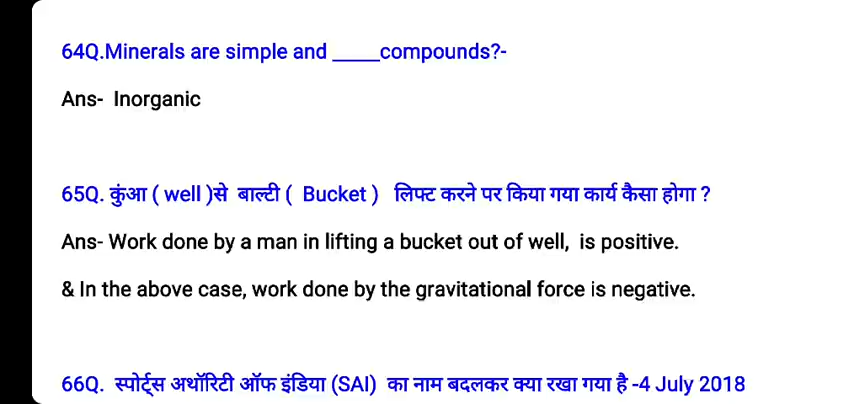 64Q.Minerals are simple and _____compounds?-
Ans- Inorganic
65Q. कुंआ ( well )से बाल्टी ( Bucket ) लिफ्ट करने पर किया गया कार्य कैसा होगा ?
Ans- Work done by a man in lifting a bucket out of well, is positive.
& In the above case, work done by the gravitational force is negative.
66Q. स्पोर्ट्स अथॉरिटी ऑफ इंडिया (SAI) का नाम बदलकर क्या रखा गया है -4 July 2018